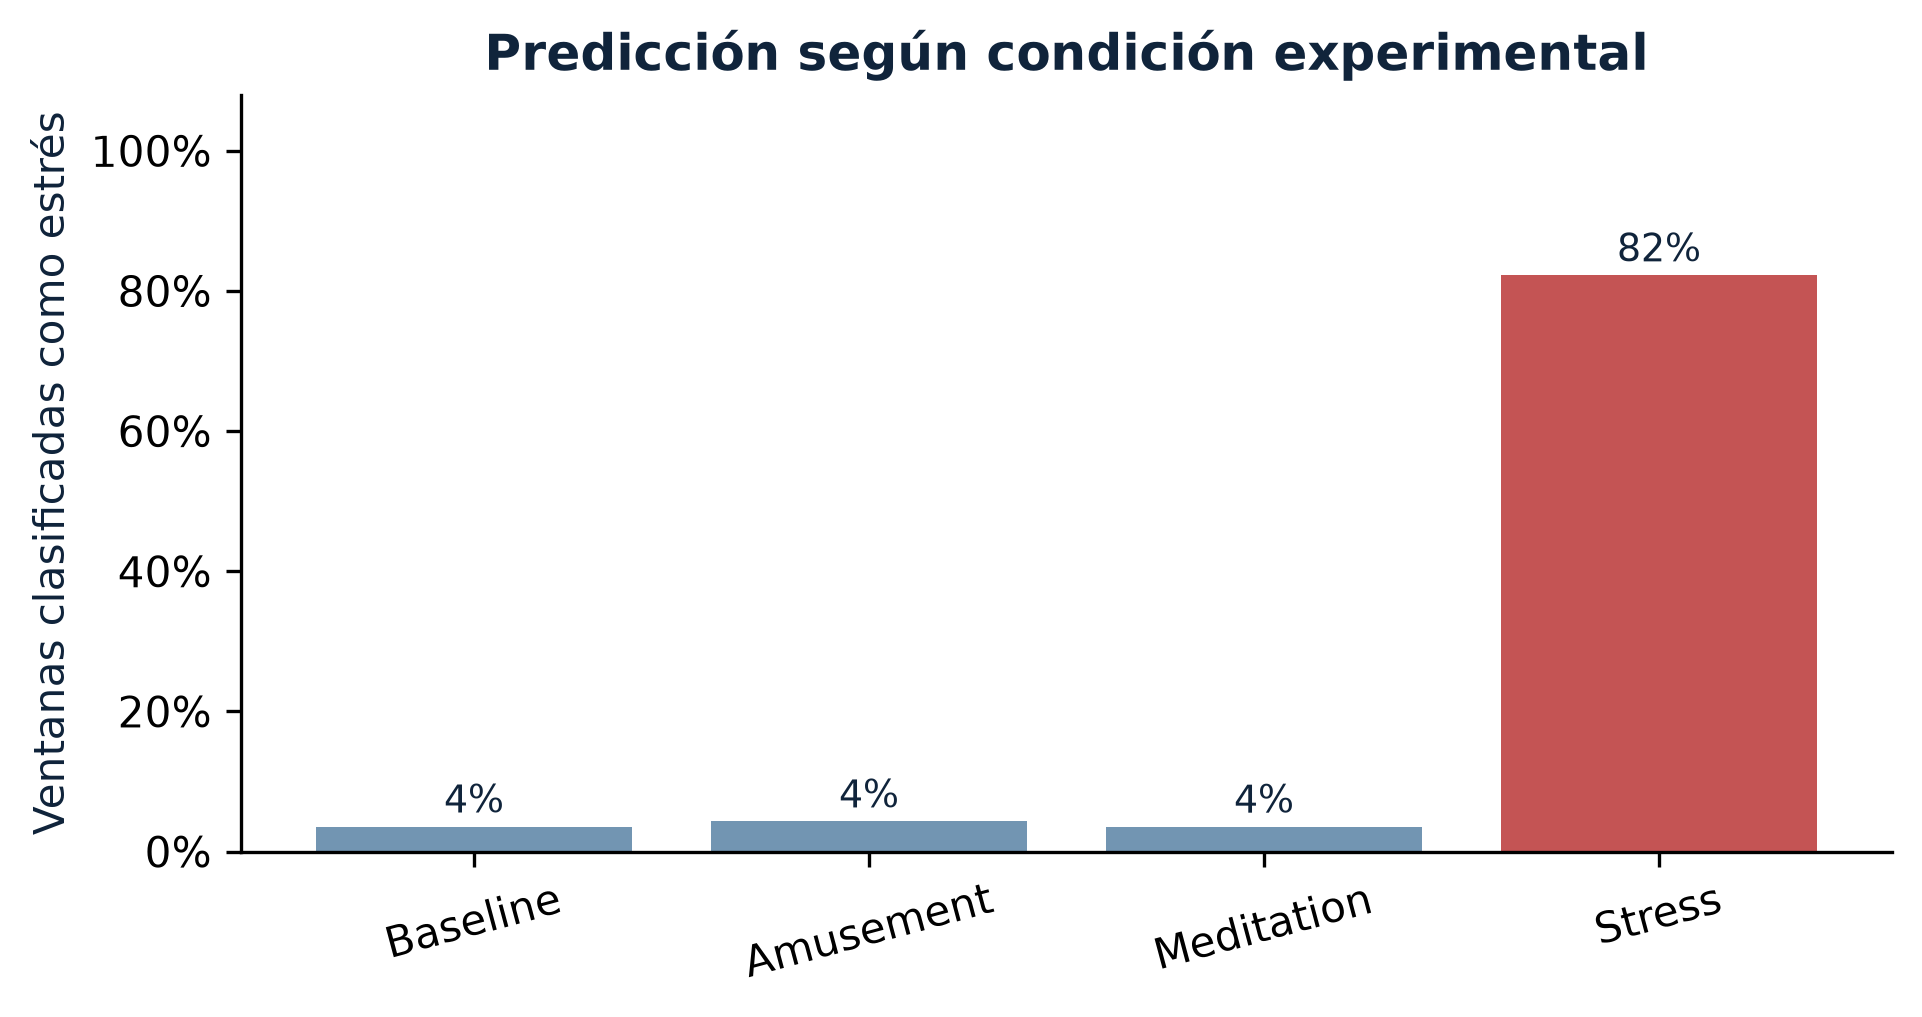 Predicción según condición experimental
Ventanas clasificadas como estrés
100%
80%
60%
40%
20%
0%
4%
4%
4%
82%
Baseline
Amusement
Meditation
Stress